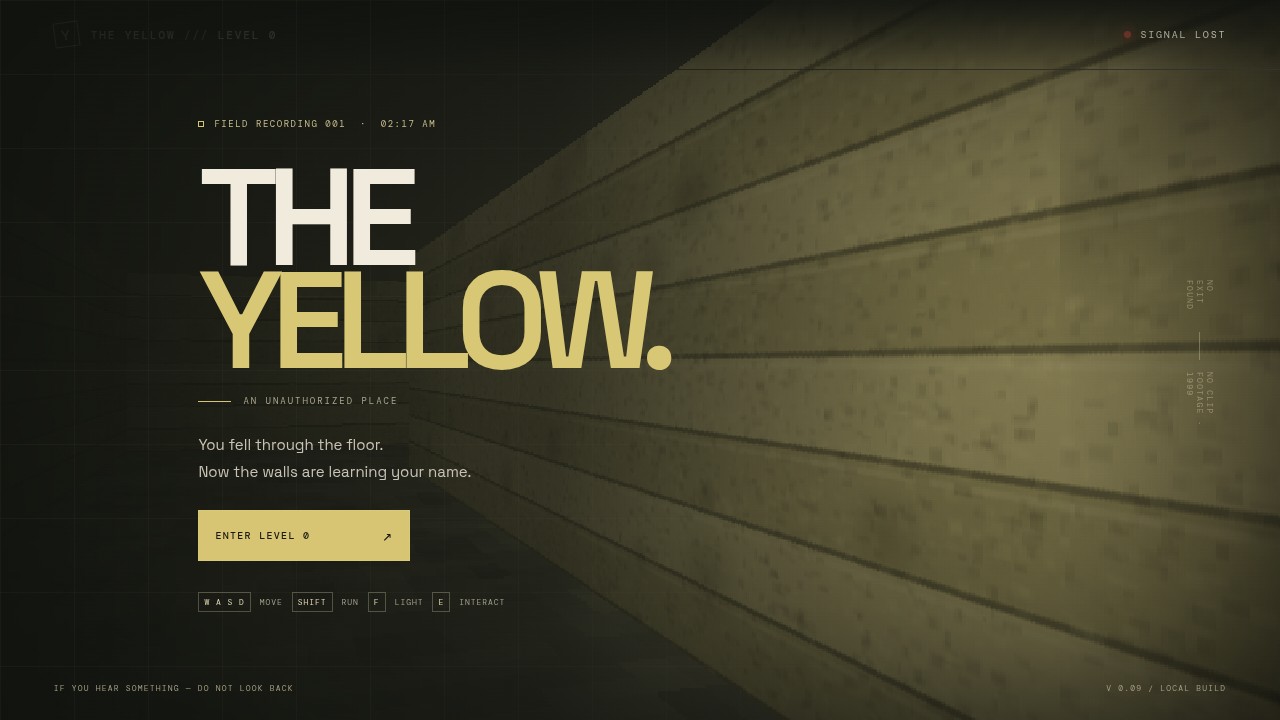 Y THE YELLOW /// LEVEL 0
SIGNAL LOST
FIELD RECORDING 001 · 02:17 AM
THE
YELLOW.
AN UNAUTHORIZED PLACE
You fell through the floor.
Now the walls are learning your name.
ENTER LEVEL 0 ↗
W A S D MOVE SHIFT RUN F LIGHT E INTERACT
NO
EXIT
FOUND
NO CLIP
FOOTAGE ·
1999
IF YOU HEAR SOMETHING — DO NOT LOOK BACK
V 0.09 / LOCAL BUILD